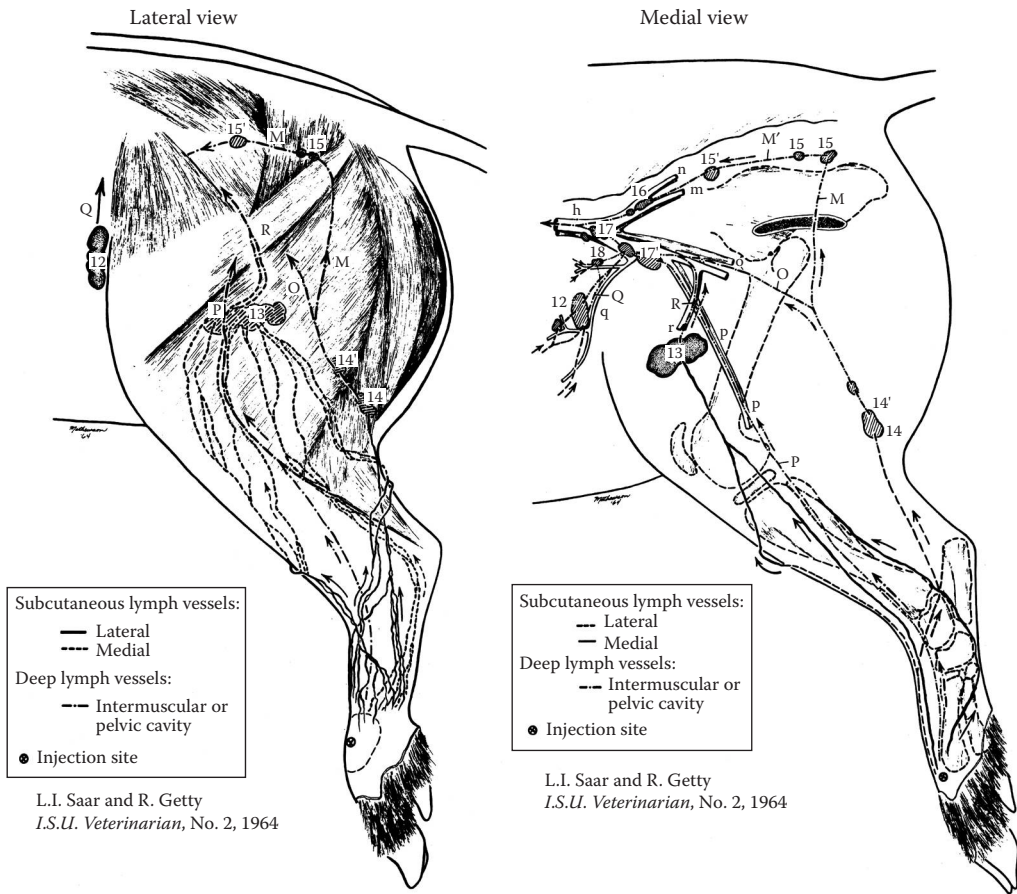 Lateral view
15'
M
15
Q
12
R
M
O
P
13
14'
14
Subcutaneous lymph vessels:
Lateral
Medial
Deep lymph vessels:
Intermuscular or
pelvic cavity
Injection site
L.I. Saar and R. Getty
I.S.U. Veterinarian, No. 2, 1964
Medial view
M'
15
15
15'
n
16
m
h
17
M
17'
18
o
O
12
Q
q
R
r
p
13
p
14'
14
P
Subcutaneous lymph vessels:
Lateral
Medial
Deep lymph vessels:
Intermuscular or
pelvic cavity
Injection site
L.I. Saar and R. Getty
I.S.U. Veterinarian, No. 2, 1964